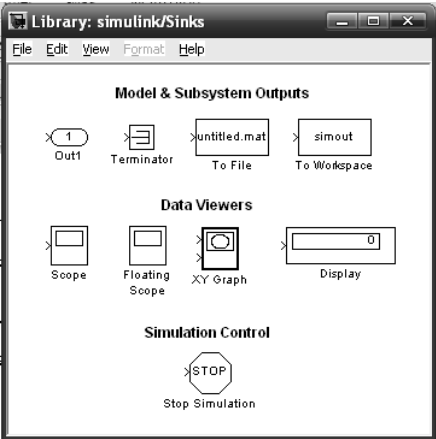 Library: simulink/Sinks
File Edit View Format Help
Model & Subsystem Outputs
1
untitled.mat
simout
Out1
Terminator
To File
To Workspace
Data Viewers
0
Scope
Floating
Scope
XY Graph
Display
Simulation Control
STOP
Stop Simulation